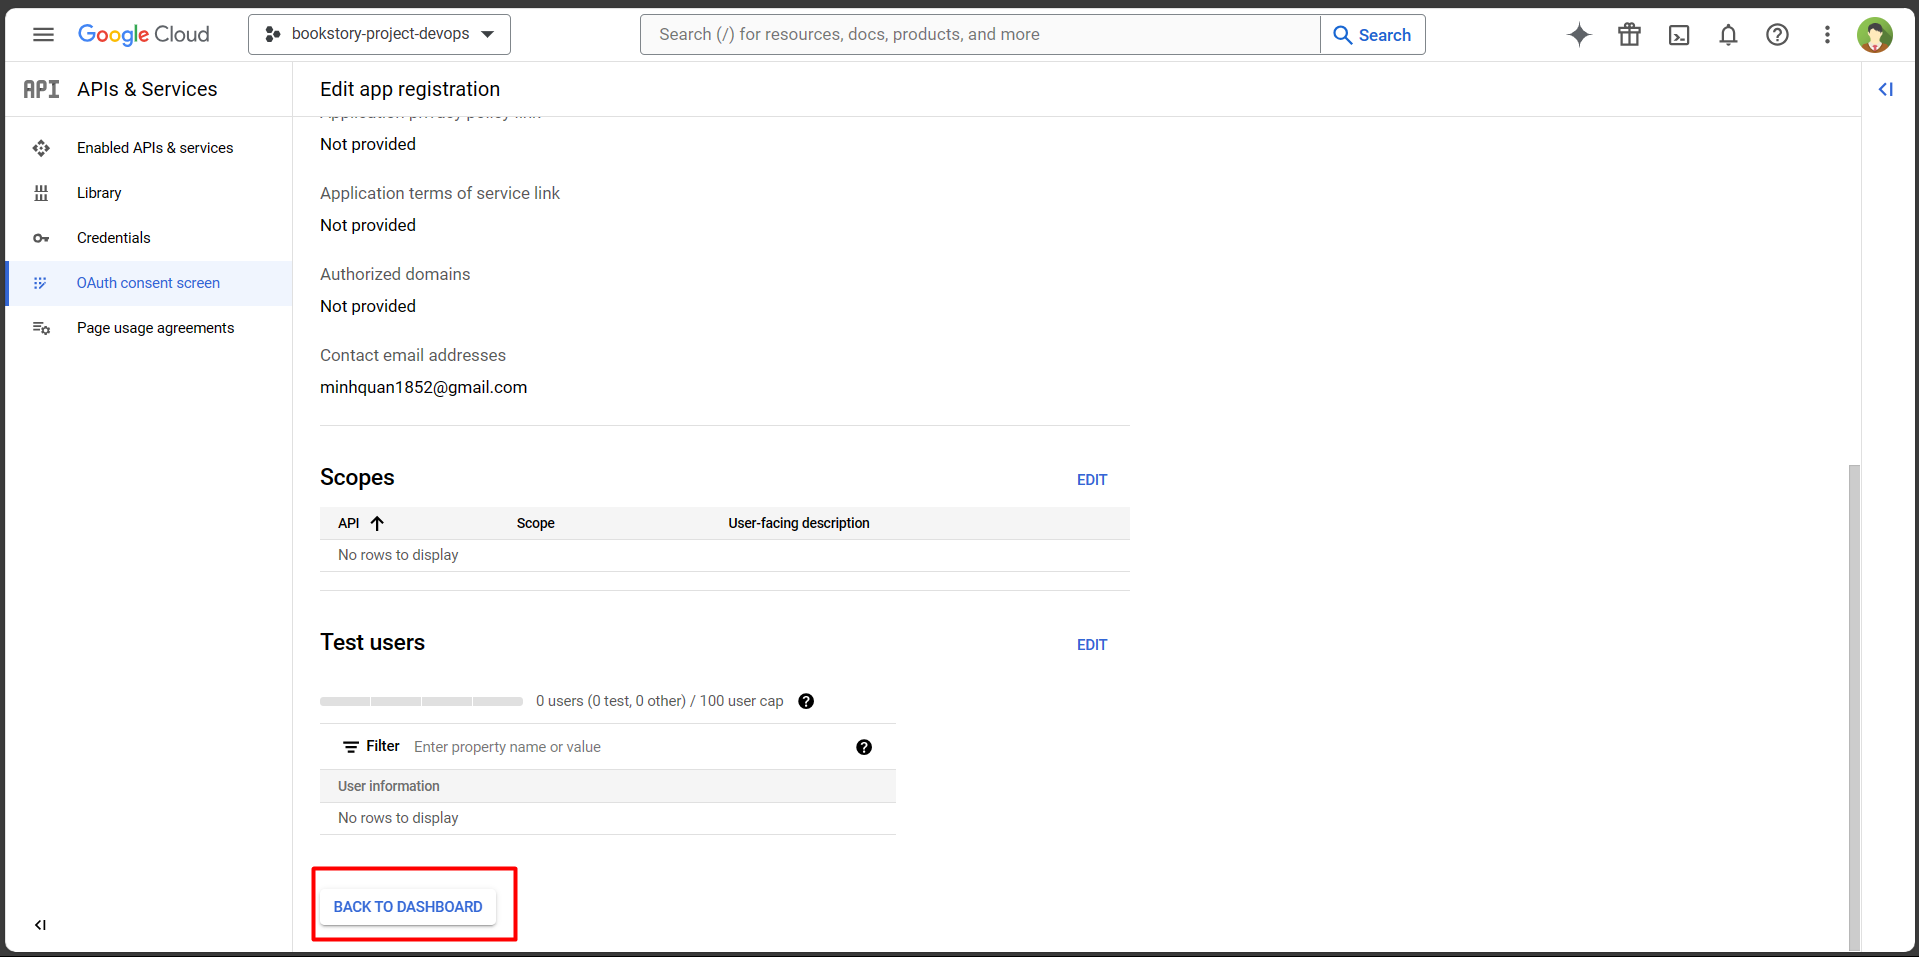 Google Cloud
bookstory-project-devops
Search (/) for resources, docs, products, and more
Search
API
APIs & Services
Enabled APIs & services
Library
Credentials
OAuth consent screen
Page usage agreements
Edit app registration
Application privacy policy link
Not provided
Application terms of service link
Not provided
Authorized domains
Not provided
Contact email addresses
minhquan1852@gmail.com
Scopes
EDIT
API Scope User-facing description
No rows to display
Test users
EDIT
0 users (0 test, 0 other) / 100 user cap
Filter Enter property name or value
User information
No rows to display
BACK TO DASHBOARD